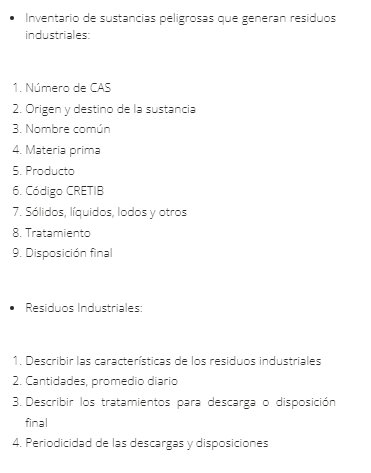 • Inventario de sustancias peligrosas que generan residuos
industriales:
1. Número de CAS
2. Origen y destino de la sustancia
3. Nombre común
4. Materia prima
5. Producto
6. Código CRETIB
7. Sólidos, líquidos, lodos y otros
8. Tratamiento
9. Disposición final
• Residuos Industriales:
1. Describir las características de los residuos industriales
2. Cantidades, promedio diario
3. Describir los tratamientos para descarga o disposición
final
4. Periodicidad de las descargas y disposiciones